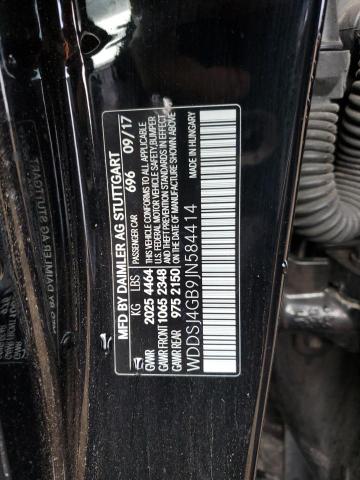 MFD BY DAIMLER AG STUTTGART
PASSENGER CAR 696 09/17
KG LBS THIS VEHICLE CONFORMS TO ALL APPLICABLE
GVWR 2025 4464 U.S. FEDERAL MOTOR VEHICLE SAFETY,BUMPER
GAWR FRONT 1065 2348 AND THEFT PREVENTION STANDARDS IN EFFECT
GAWR REAR 975 2150 ON THE DATE OF MANUFACTURE SHOWN ABOVE
WDDSJ4GB9JN584414 MADE IN HUNGARY